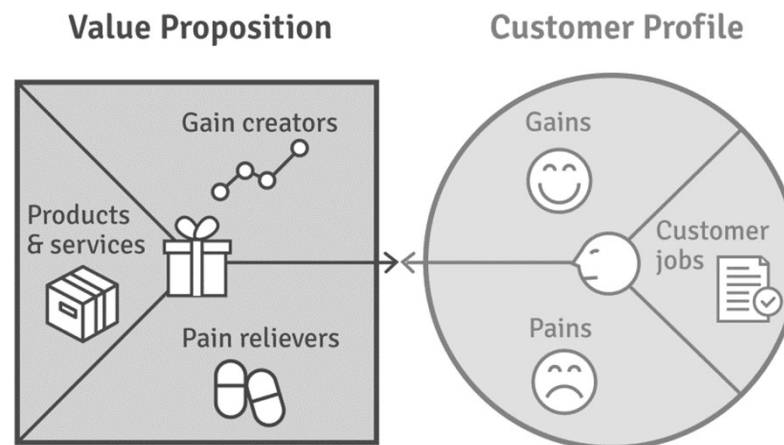 Value Proposition
Customer Profile
Gain creators
Products
& services
Pain relievers
Gains
Customer
jobs
Pains